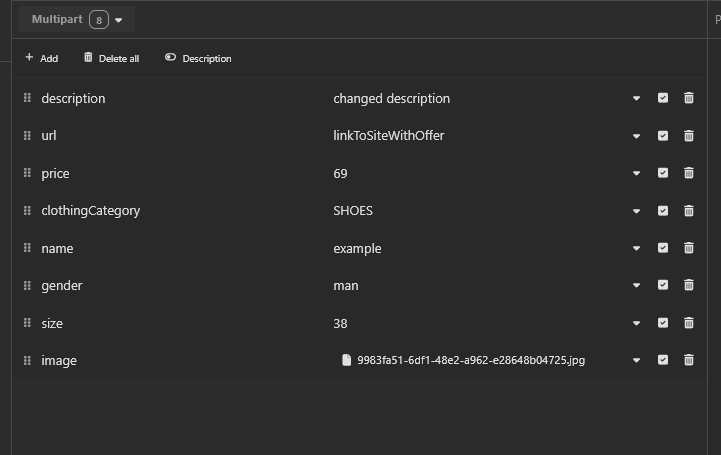 Multipart 8
Add Delete all Description
description changed description
url linkToSiteWithOffer
price 69
clothingCategory SHOES
name example
gender man
size 38
image 9983fa51-6df1-48e2-a962-e28648b04725.jpg